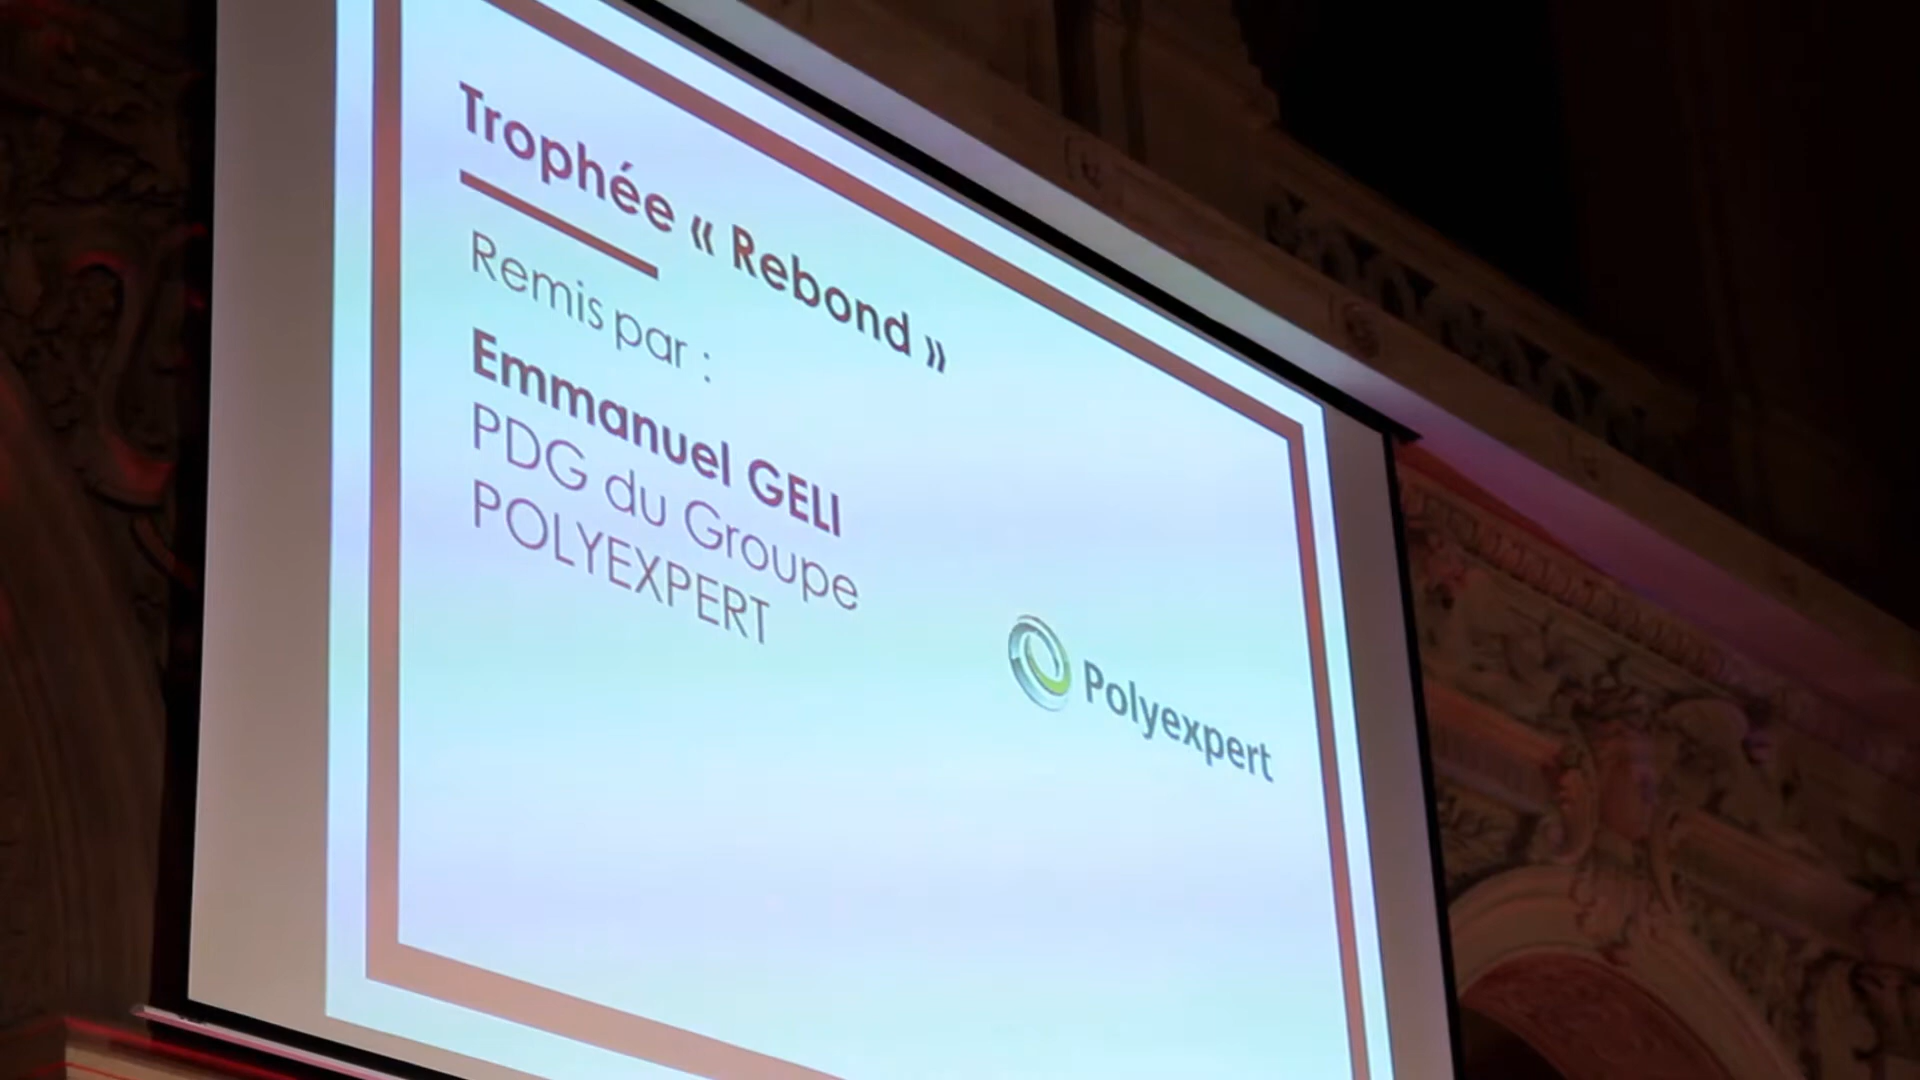 Trophée « Rebond »
Remis par :
Emmanuel GELI
PDG du Groupe
POLYEXPERT
Polyexpert